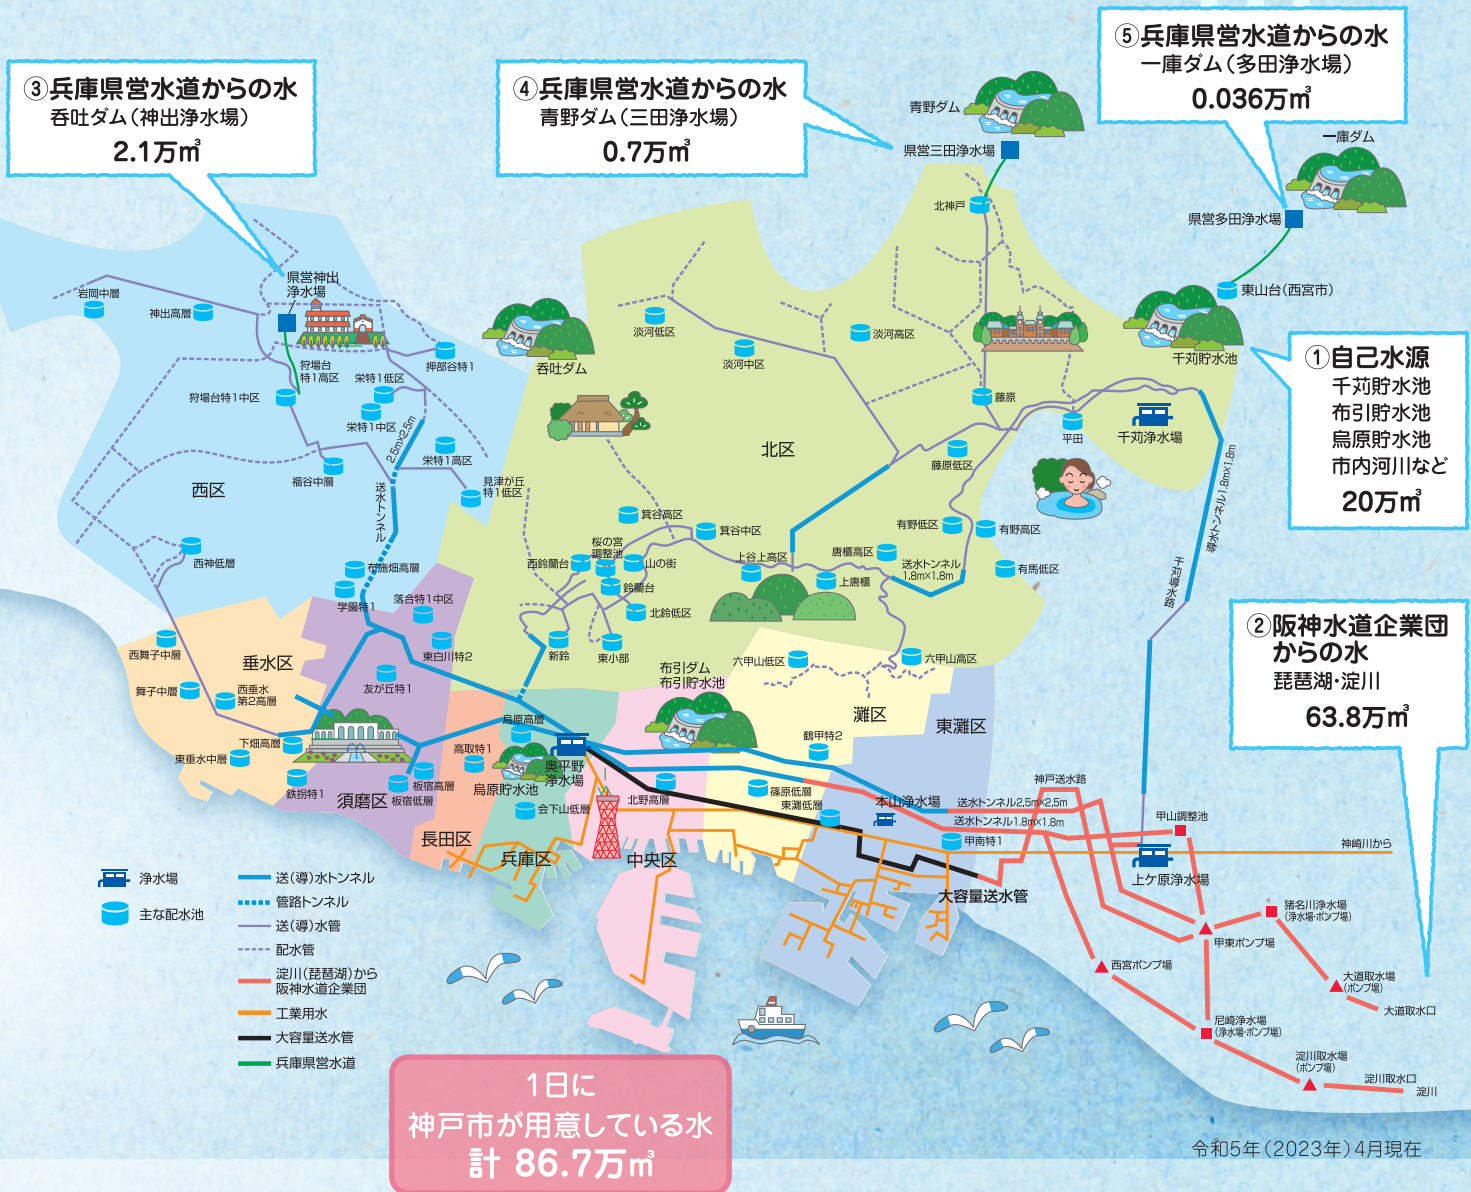 ③兵庫県営水道からの水
呑吐ダム（神出浄水場）
2.1万㎥
④兵庫県営水道からの水
青野ダム（三田浄水場）
0.7万㎥
⑤兵庫県営水道からの水
一庫ダム（多田浄水場）
0.036万㎥
①自己水源
千苅貯水池
布引貯水池
烏原貯水池
市内河川など
20万㎥
②阪神水道企業団
からの水
琵琶湖・淀川
63.8万㎥
青野ダム
県営三田浄水場
北神戸
一庫ダム
県営多田浄水場
東山台（西宮市）
千苅貯水池
県営神出
浄水場
岩岡中層
神出高層
狩場台
特1高区
押部谷特1
狩場台特1中区
栄特1低区
栄特1中区
栄特1高区
2.5m×2.5m
送水トンネル
福谷中層
見津が丘
特1低区
西区
西神低層
布施畑高層
学園特1
呑吐ダム
淡河低区
淡河中区
淡河高区
藤原
平田
千苅浄水場
北区
藤原低区
導水トンネル1.8m×1.8m
千苅導水路
箕谷高区
箕谷中区
有野低区
有野高区
桜の宮
調整池
西鈴蘭台
山の街
上谷上高区
唐櫃高区
送水トンネル
1.8m×1.8m
有馬低区
上唐櫃
鈴蘭台
北鈴低区
落合特1中区
東白川特2
新鈴
東小部
西舞子中層
垂水区
舞子中層
西垂水
第2高層
友が丘特1
布引ダム
布引貯水池
六甲山低区
六甲山高区
下畑高層
東垂水中層
鉄拐特1
須磨区
板宿高層
板宿低層
高取特1
烏原高層
烏原貯水池
奥平野
浄水場
会下山低層
北野高層
長田区
兵庫区
中央区
灘区
東灘区
鶴甲特2
篠原低層
東灘低層
本山浄水場
甲南特1
神戸送水路
送水トンネル2.5m×2.5m
送水トンネル1.8m×1.8m
甲山調整池
神崎川から
上ケ原浄水場
大容量送水管
猪名川浄水場
（浄水場・ポンプ場）
甲東ポンプ場
西宮ポンプ場
大道取水場
（ポンプ場）
大道取水口
尼崎浄水場
（浄水場・ポンプ場）
淀川取水場
（ポンプ場）
淀川取水口
淀川
浄水場
主な配水池
送（導）水トンネル
管路トンネル
送（導）水管
配水管
淀川（琵琶湖）から
阪神水道企業団
工業用水
大容量送水管
兵庫県営水道
1日に
神戸市が用意している水
計 86.7万㎥
令和5年（2023年）4月現在